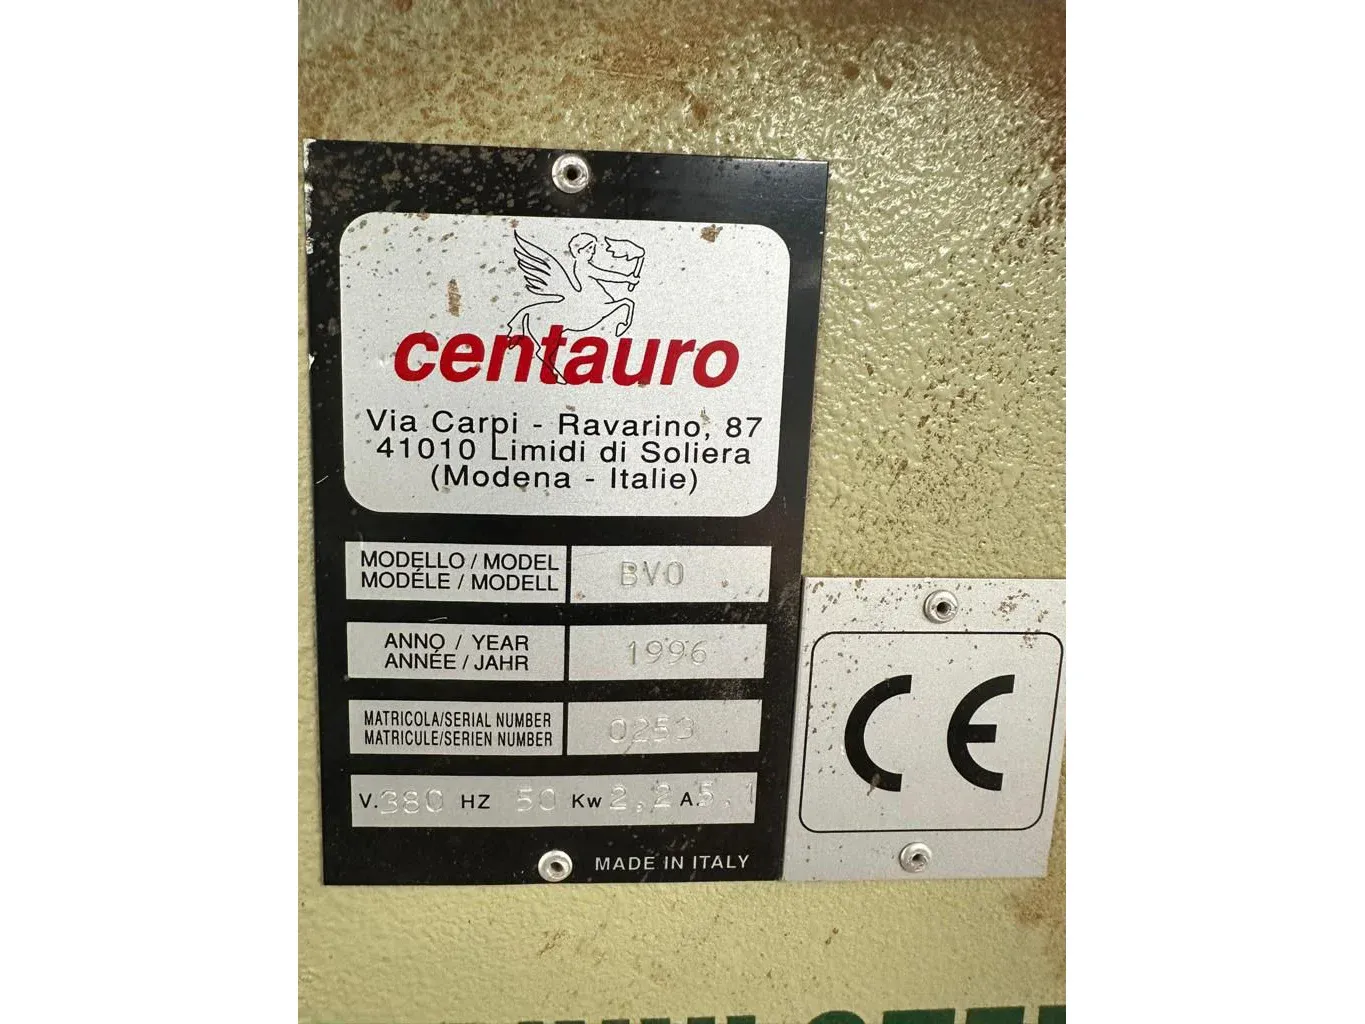 centauro
Via Carpi - Ravarino, 87
41010 Limidi di Soliera
(Modena - Italie)
MODELLO / MODEL
MODÉLE / MODELL
BVO
ANNO / YEAR
ANNÉE / JAHR
1996
MATRICOLA/SERIAL NUMBER
MATRICULE/SERIEN NUMBER
0253
V. 380 HZ 50 Kw 2,2 A. 5,1
MADE IN ITALY
CE